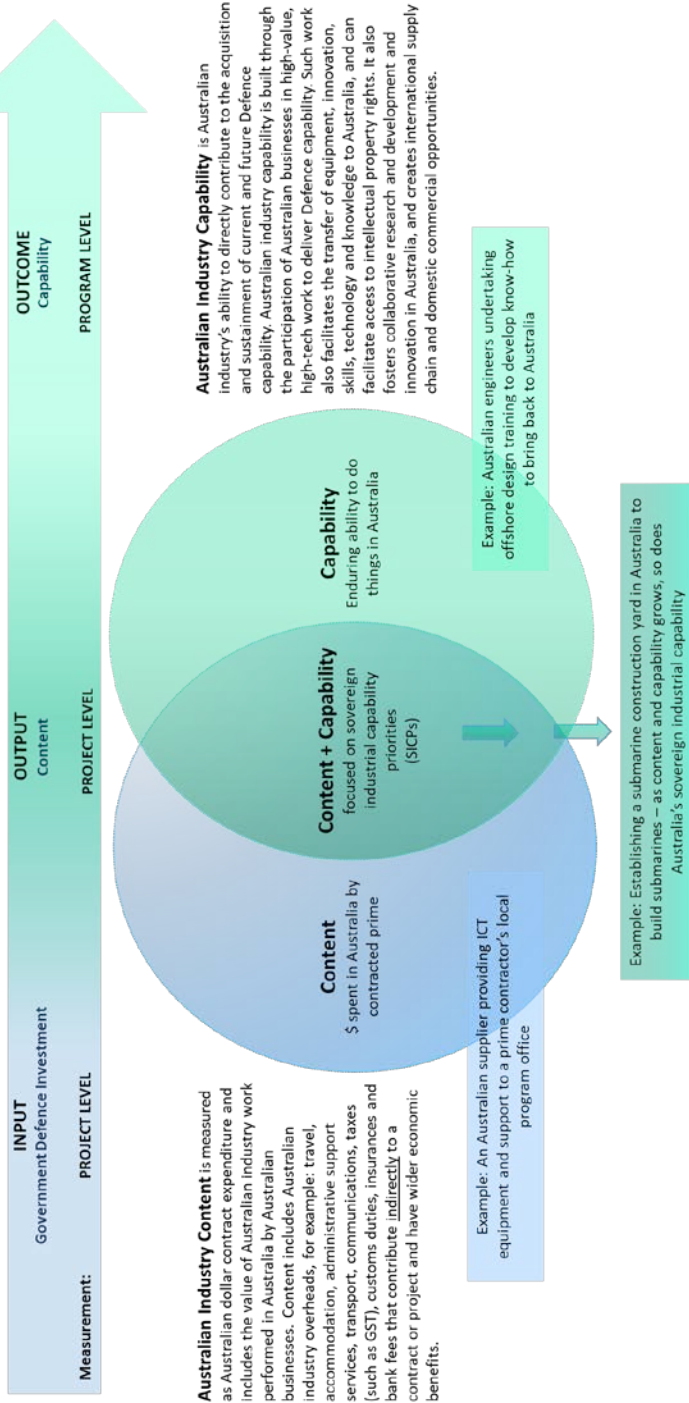 INPUT
Government Defence Investment
OUTPUT
Content
OUTCOME
Capability
Measurement:
PROJECT LEVEL
PROJECT LEVEL
PROGRAM LEVEL
Australian Industry Content is measured
as Australian dollar contract expenditure and
includes the value of Australian industry work
performed in Australia by Australian
businesses. Content includes Australian
industry overheads, for example: travel,
accommodation, administrative support
services, transport, communications, taxes
(such as GST), customs duties, insurances and
bank fees that contribute indirectly to a
contract or project and have wider economic
benefits.
Content
$ spent in Australia by
contracted prime
Content + Capability
focused on sovereign
industrial capability
priorities
(SICPs)
Capability
Enduring ability to do
things in Australia
Australian Industry Capability is Australian
industry's ability to directly contribute to the acquisition
and sustainment of current and future Defence
capability. Australian industry capability is built through
the participation of Australian businesses in high-value,
high-tech work to deliver Defence capability. Such work
also facilitates the transfer of equipment, innovation,
skills, technology and knowledge to Australia, and can
facilitate access to intellectual property rights. It also
fosters collaborative research and development and
innovation in Australia, and creates international supply
chain and domestic commercial opportunities.
Example: An Australian supplier providing ICT
equipment and support to a prime contractor's local
program office
Example: Australian engineers undertaking
offshore design training to develop know-how
to bring back to Australia
Example: Establishing a submarine construction yard in Australia to
build submarines – as content and capability grows, so does
Australia's sovereign industrial capability